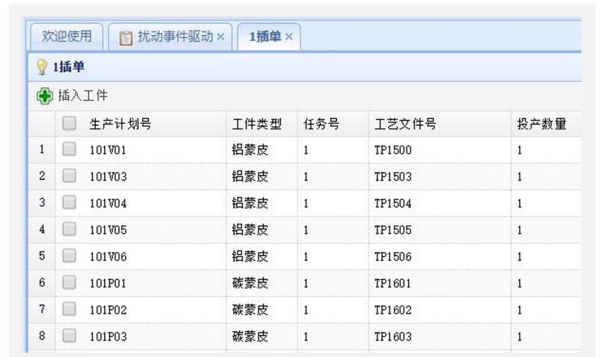 欢迎使用 扰动事件驱动 × 1插单 ×
1插单
插入工件
生产计划号 工件类型 任务号 工艺文件号 投产数量
1 101V01 铝蒙皮 1 TP1500 1
2 101V03 铝蒙皮 1 TP1503 1
3 101V04 铝蒙皮 1 TP1504 1
4 101V05 铝蒙皮 1 TP1505 1
5 101V06 铝蒙皮 1 TP1506 1
6 101P01 碳蒙皮 1 TP1601 1
7 101P02 碳蒙皮 1 TP1602 1
8 101P03 碳蒙皮 1 TP1603 1